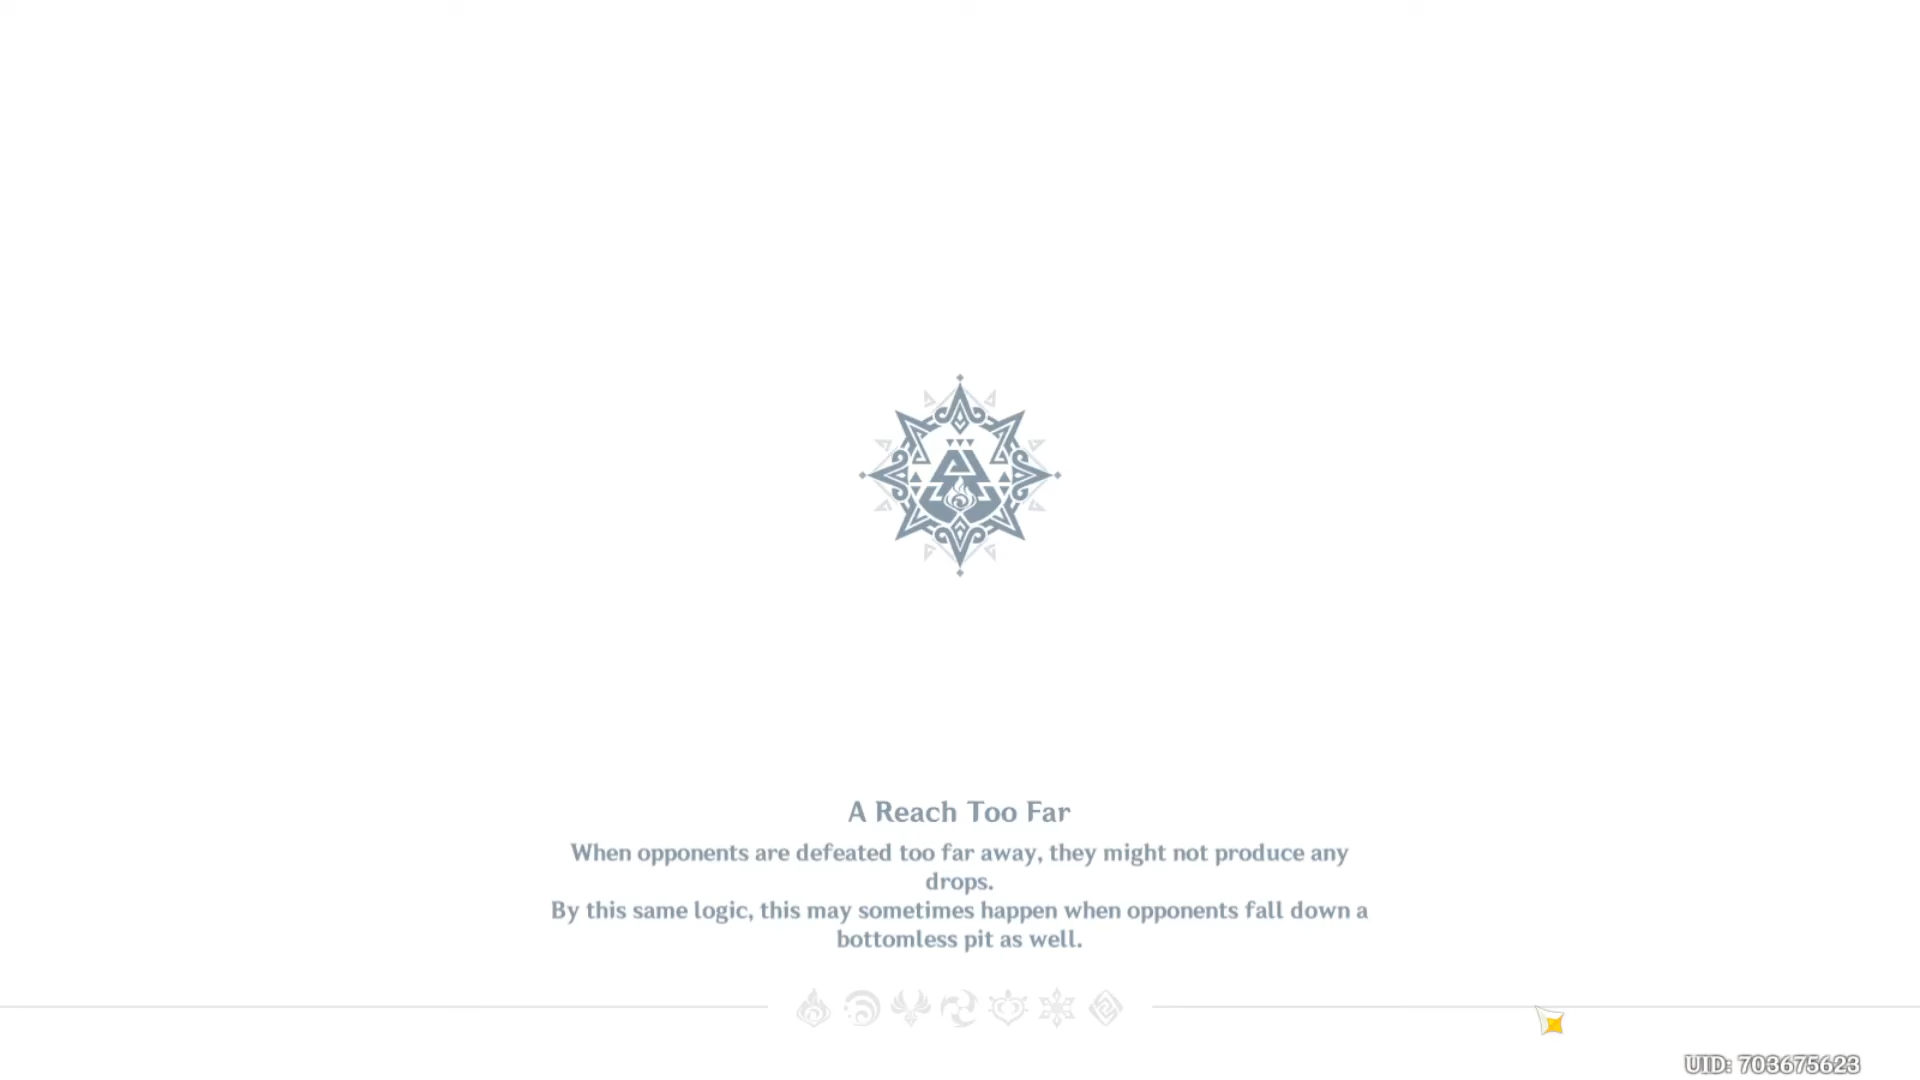 A Reach Too Far
When opponents are defeated too far away, they might not produce any
drops.
By this same logic, this may sometimes happen when opponents fall down a
bottomless pit as well.
UID: 703675623